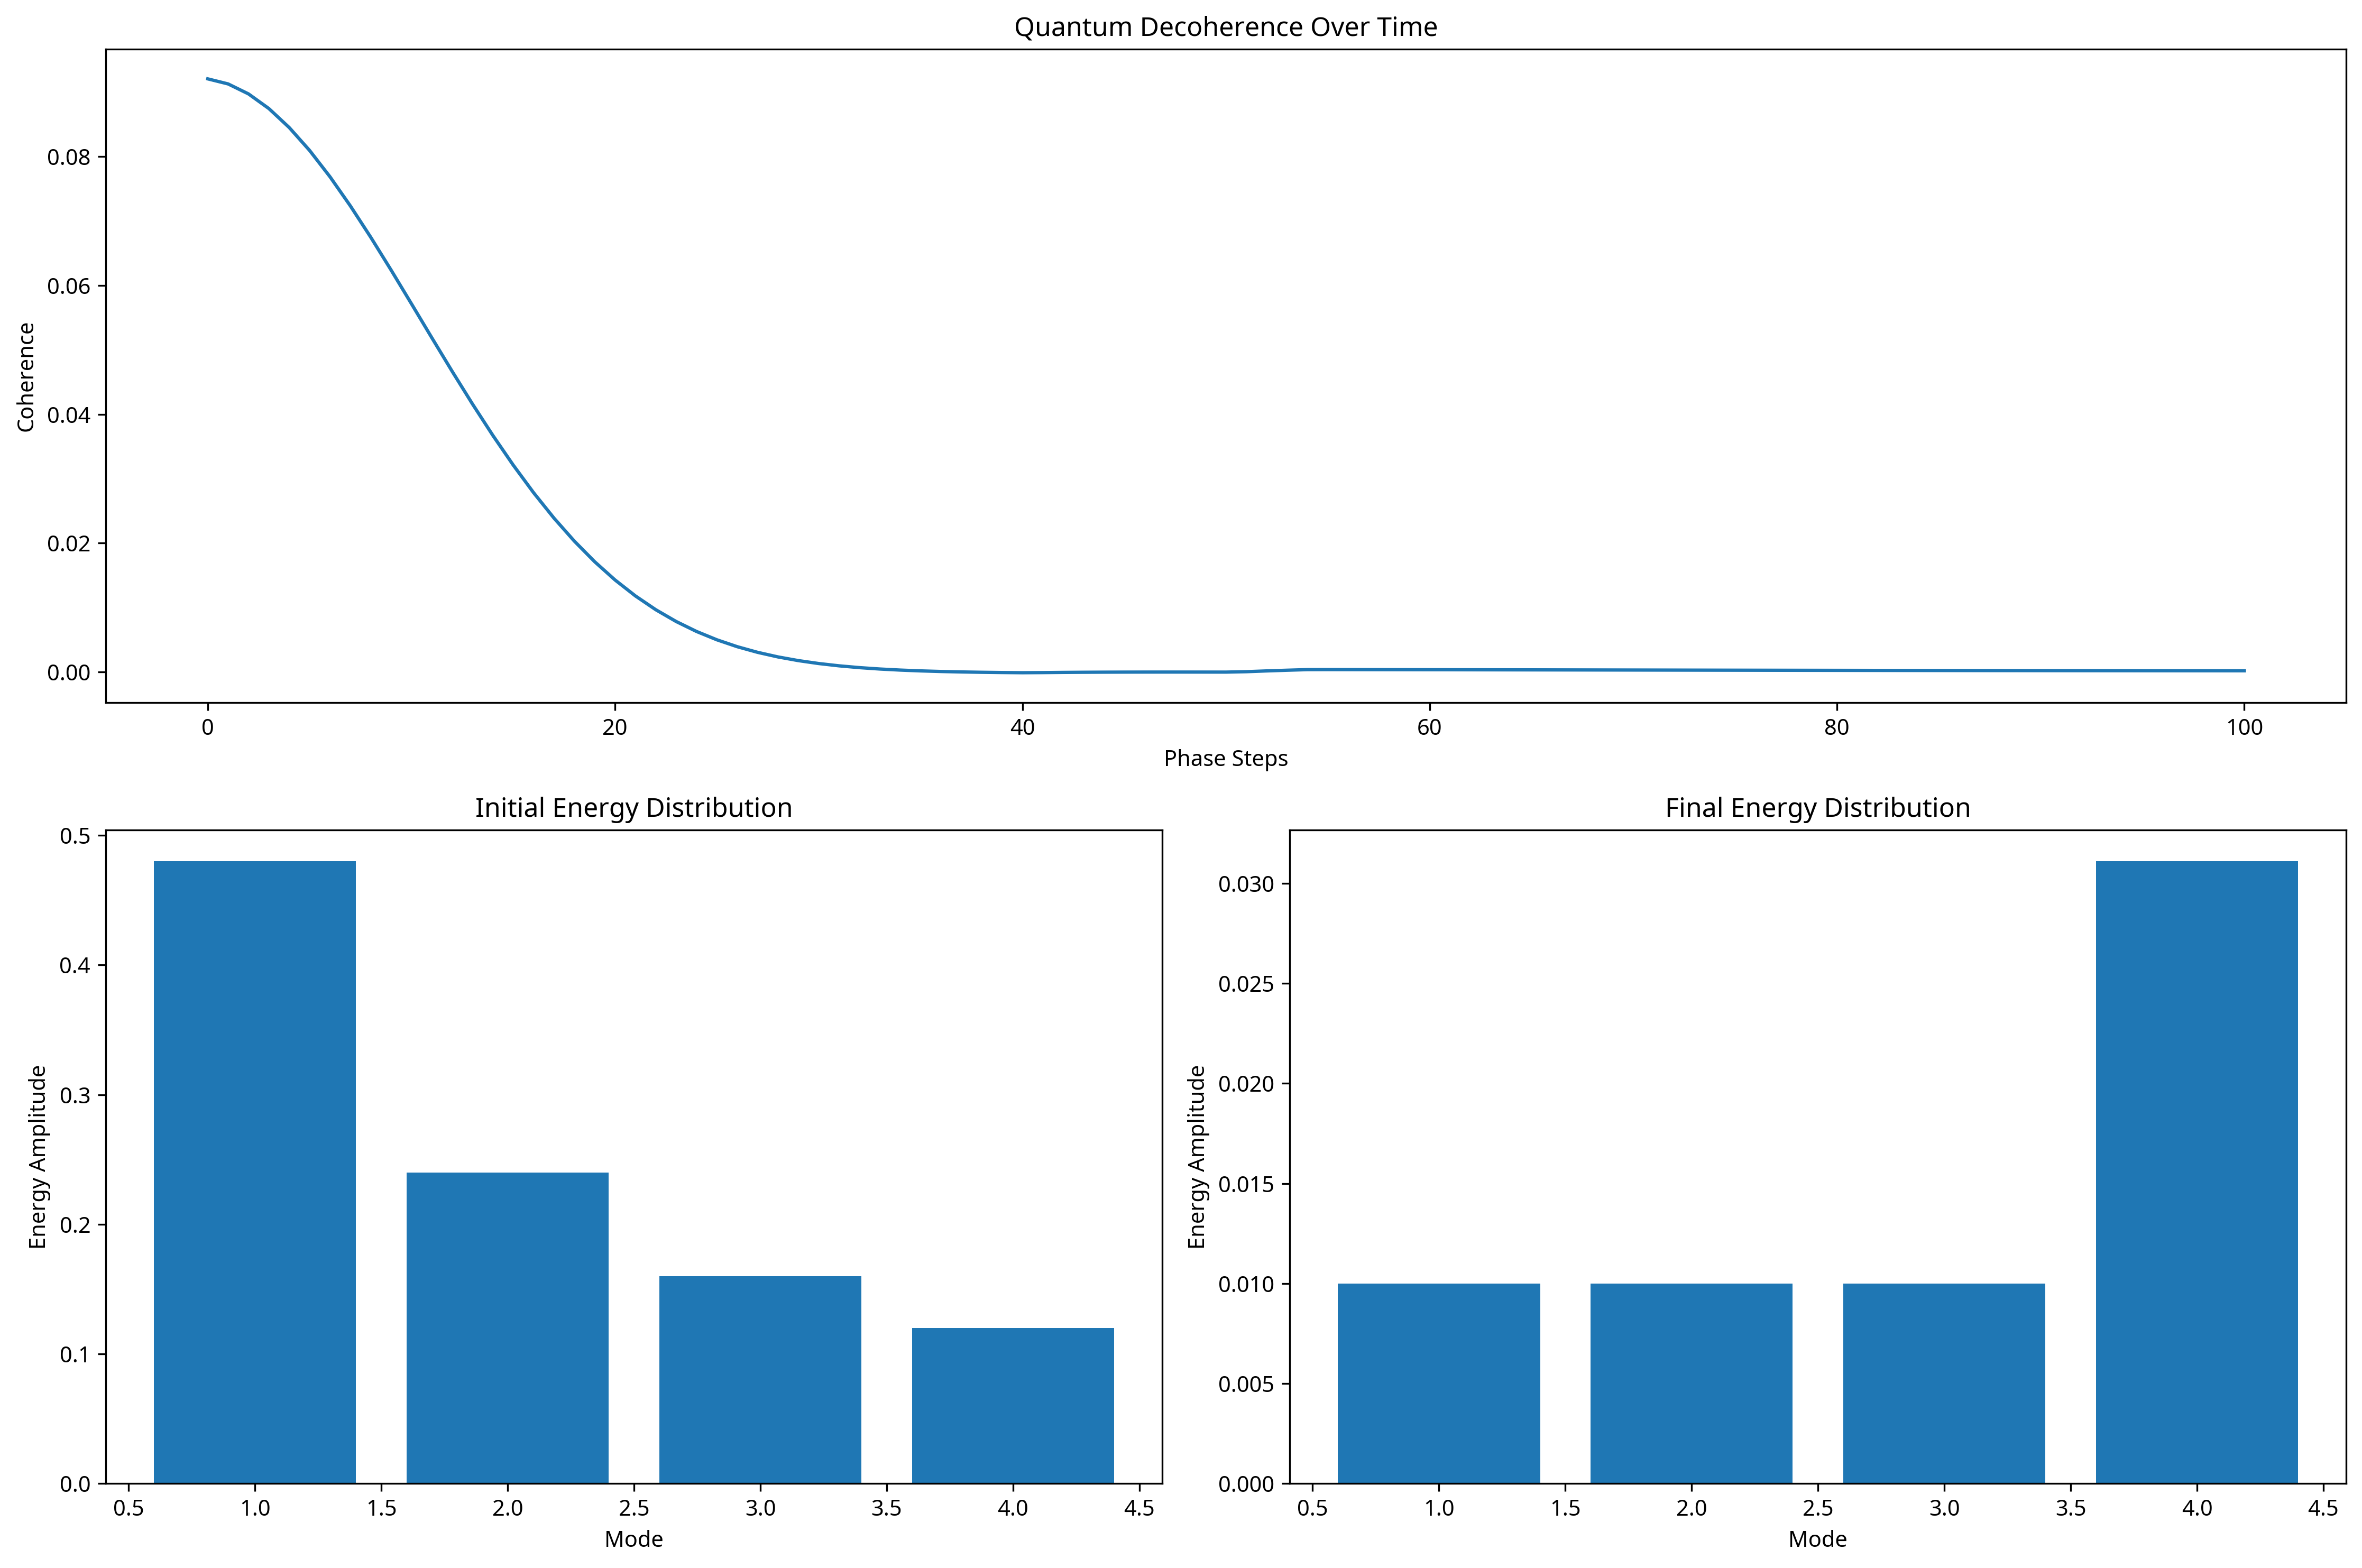 Quantum Decoherence Over Time
Coherence
0.08
0.06
0.04
0.02
0.00
0 20 40 60 80 100
Phase Steps
Initial Energy Distribution
Energy Amplitude
0.5
0.4
0.3
0.2
0.1
0.0
0.5 1.0 1.5 2.0 2.5 3.0 3.5 4.0 4.5
Mode
Final Energy Distribution
Energy Amplitude
0.030
0.025
0.020
0.015
0.010
0.005
0.000
0.5 1.0 1.5 2.0 2.5 3.0 3.5 4.0 4.5
Mode